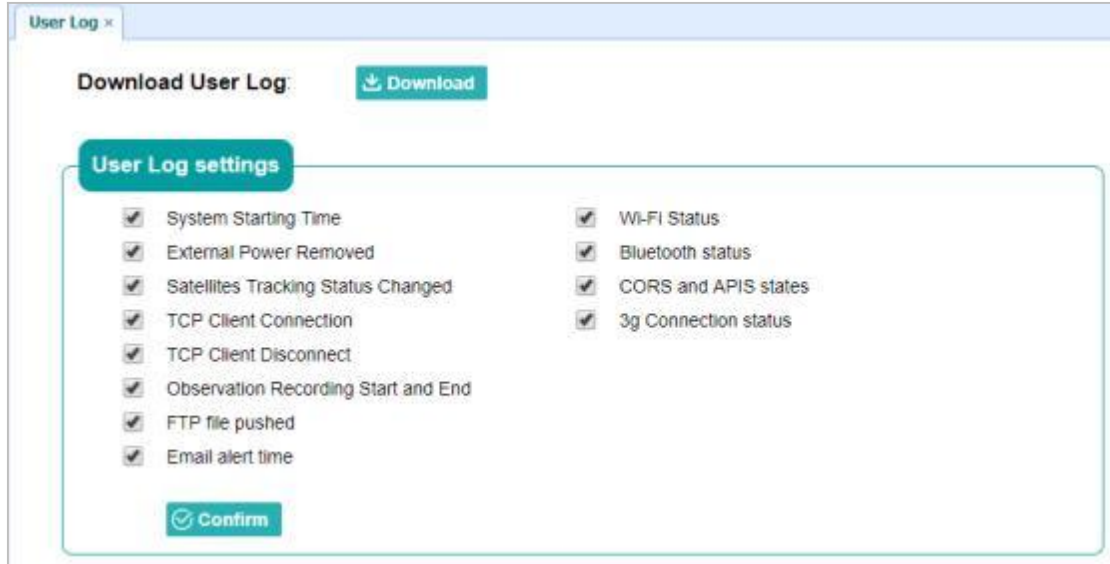 User Log ×
Download User Log:
Download
User Log settings
System Starting Time
External Power Removed
Satellites Tracking Status Changed
TCP Client Connection
TCP Client Disconnect
Observation Recording Start and End
FTP file pushed
Email alert time
Wi-Fi Status
Bluetooth status
CORS and APIS states
3g Connection status
Confirm